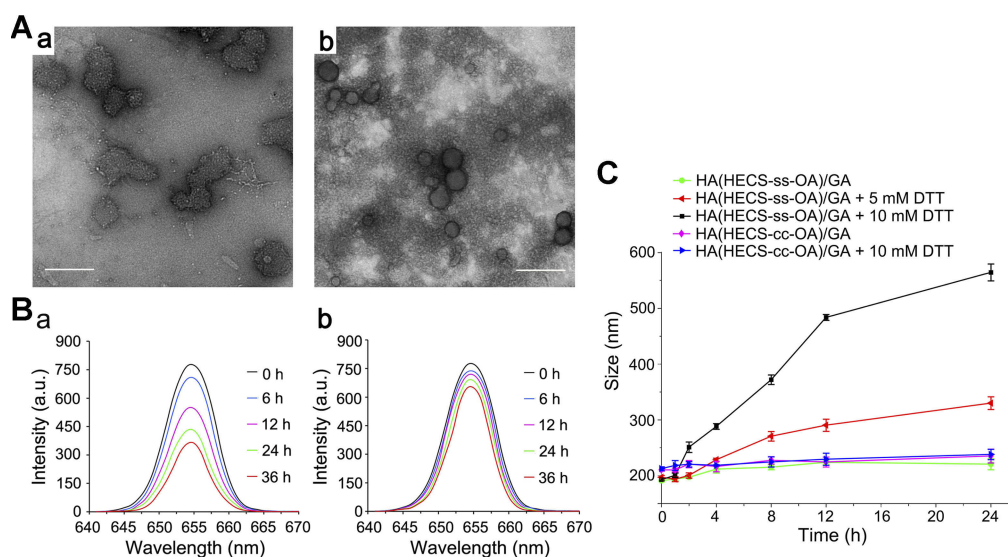 A
a
b
B
a
b
900
750
600
450
300
150
0
640 645 650 655 660 665 670
Intensity (a.u.)
Wavelength (nm)
0 h
6 h
12 h
24 h
36 h
900
750
600
450
300
150
0
640 645 650 655 660 665 670
Intensity (a.u.)
Wavelength (nm)
0 h
6 h
12 h
24 h
36 h
C
HA(HECS-ss-OA)/GA
HA(HECS-ss-OA)/GA + 5 mM DTT
HA(HECS-ss-OA)/GA + 10 mM DTT
HA(HECS-cc-OA)/GA
HA(HECS-cc-OA)/GA + 10 mM DTT
600
500
400
300
200
0 4 8 12 16 20 24
Size (nm)
Time (h)